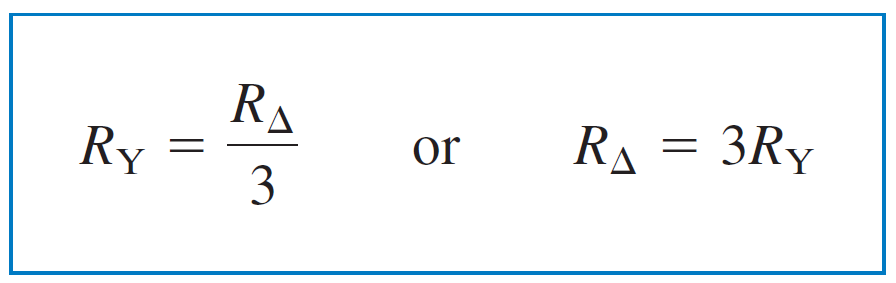 R_Y = R_Δ / 3 or R_Δ = 3R_Y